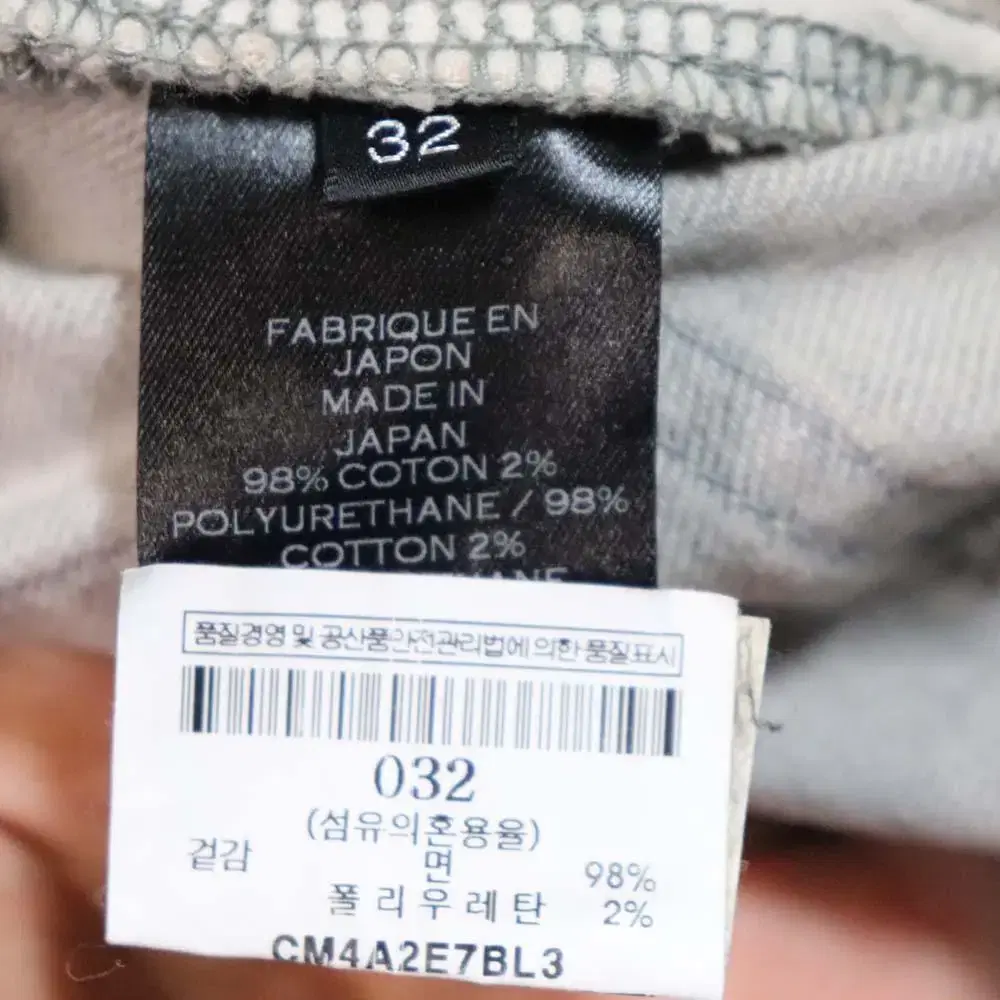 32
FABRIQUE EN
JAPON
MADE IN
JAPAN
98% COTON 2%
POLYURETHANE / 98%
COTTON 2%
품질경영 및 공산품안전관리법에 의한 품질표시
032
(섬유의혼용율)
겉감 면 98%
폴리우레탄 2%
CM4A2E7BL3